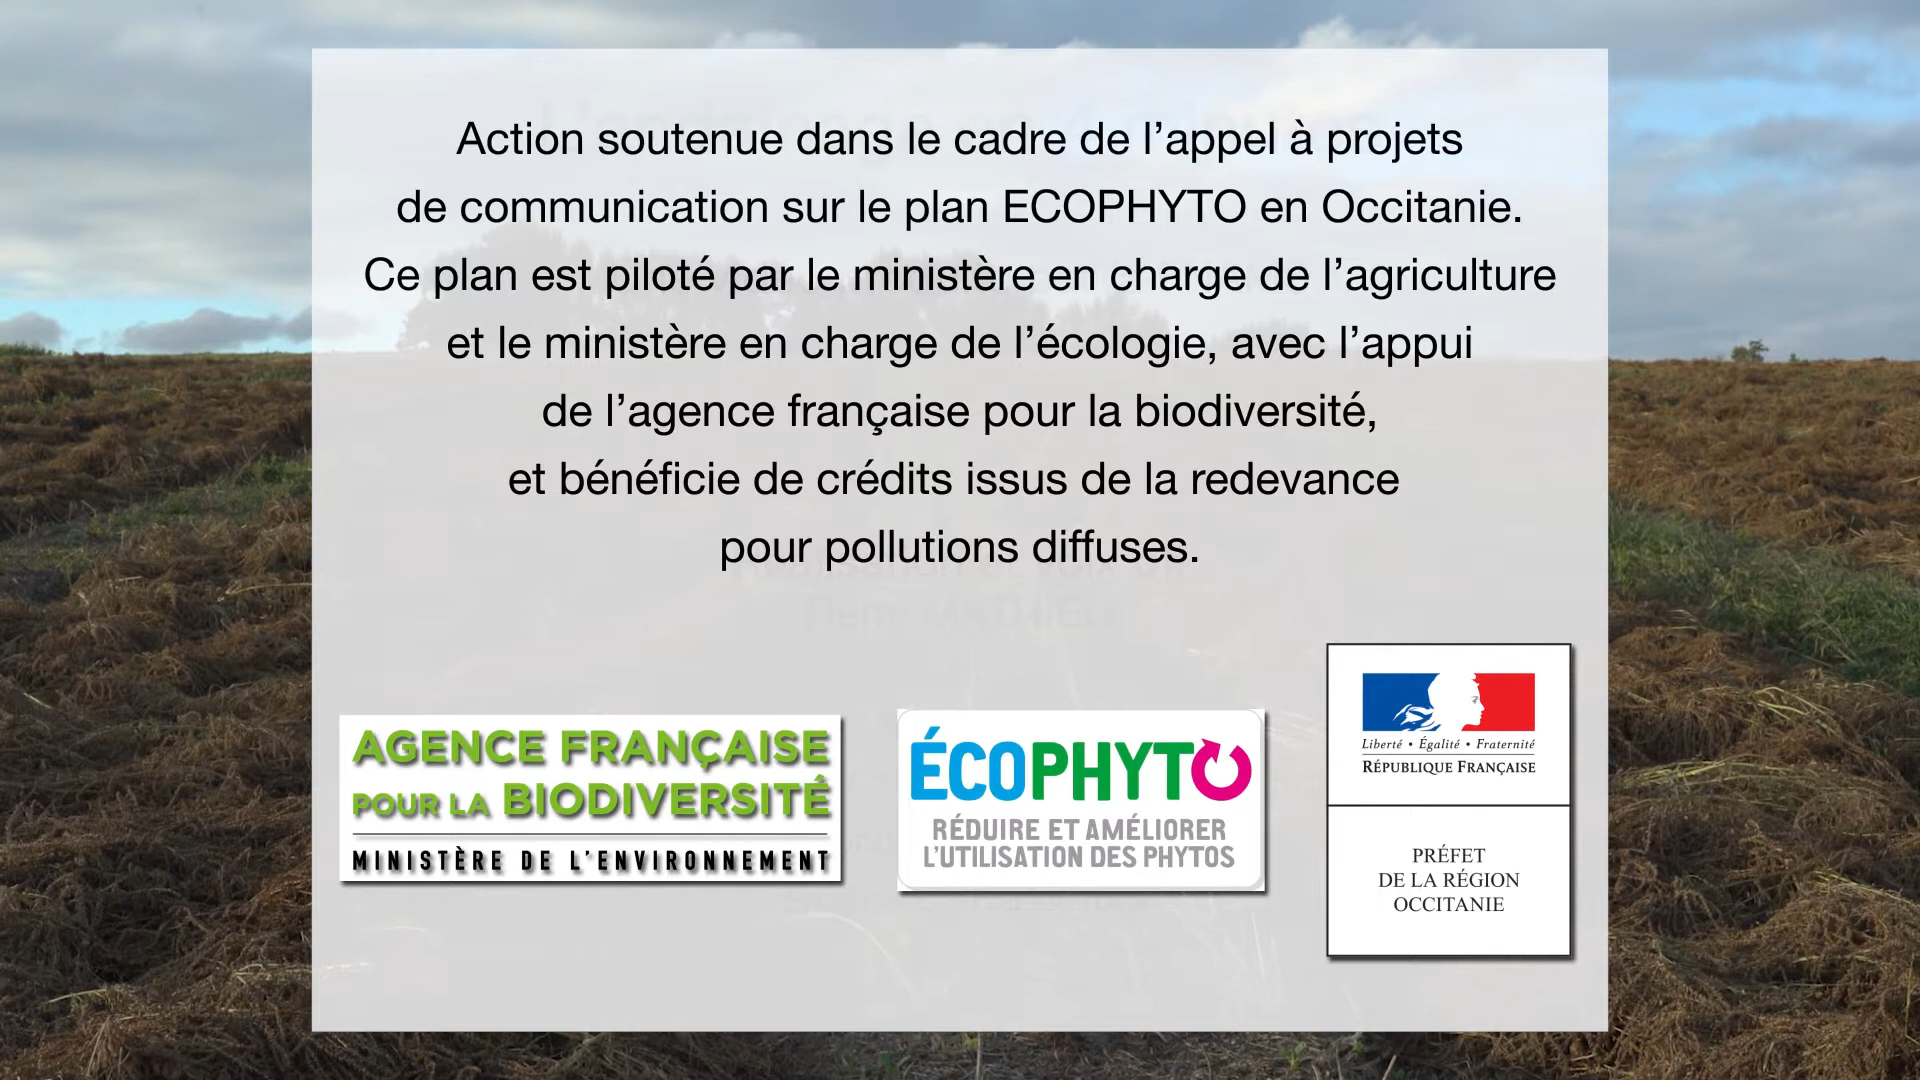 Action soutenue dans le cadre de l’appel à projets
de communication sur le plan ECOPHYTO en Occitanie.
Ce plan est piloté par le ministère en charge de l’agriculture
et le ministère en charge de l’écologie, avec l’appui
de l’agence française pour la biodiversité,
et bénéficie de crédits issus de la redevance
pour pollutions diffuses.
AGENCE FRANÇAISE
POUR LA BIODIVERSITÉ
MINISTÈRE DE L'ENVIRONNEMENT
ÉCOPHYTO
RÉDUIRE ET AMÉLIORER
L'UTILISATION DES PHYTOS
Liberté • Égalité • Fraternité
RÉPUBLIQUE FRANÇAISE
PRÉFET
DE LA RÉGION
OCCITANIE